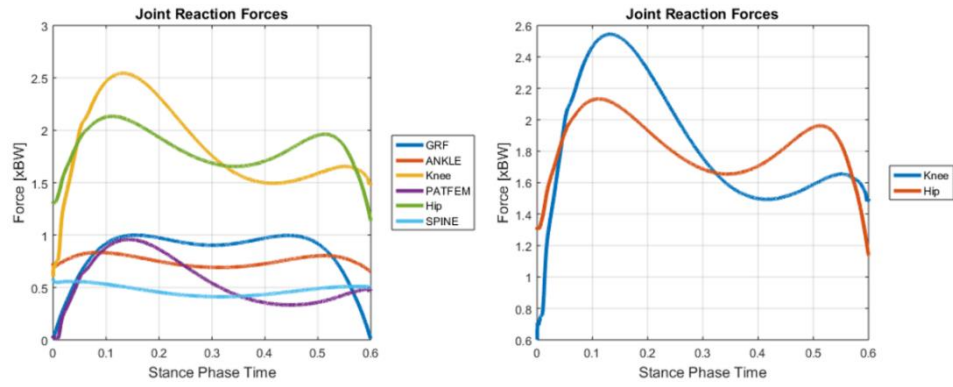 Joint Reaction Forces
Force [xBW]
3
2.5
2
1.5
1
0.5
0
0 0.1 0.2 0.3 0.4 0.5 0.6
Stance Phase Time
GRF
ANKLE
Knee
PATFEM
Hip
SPINE
Joint Reaction Forces
Force [xBW]
2.6
2.4
2.2
2
1.8
1.6
1.4
1.2
1
0.8
0.6
0 0.1 0.2 0.3 0.4 0.5 0.6
Stance Phase Time
Knee
Hip